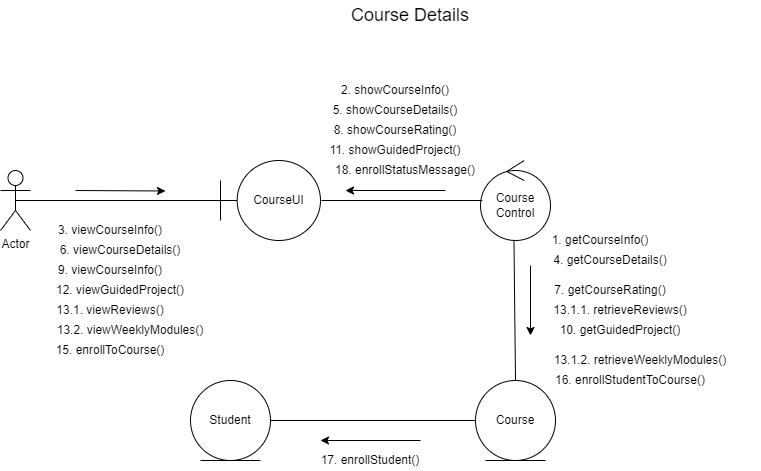 Course Details
2. showCourseInfo()
5. showCourseDetails()
8. showCourseRating()
11. showGuidedProject()
18. enrollStatusMessage()
CourseUI
Course
Control
Actor
3. viewCourseInfo()
6. viewCourseDetails()
9. viewCourseInfo()
12. viewGuidedProject()
13.1. viewReviews()
13.2. viewWeeklyModules()
15. enrollToCourse()
1. getCourseInfo()
4. getCourseDetails()
7. getCourseRating()
13.1.1. retrieveReviews()
10. getGuidedProject()
13.1.2. retrieveWeeklyModules()
16. enrollStudentToCourse()
Student
Course
17. enrollStudent()